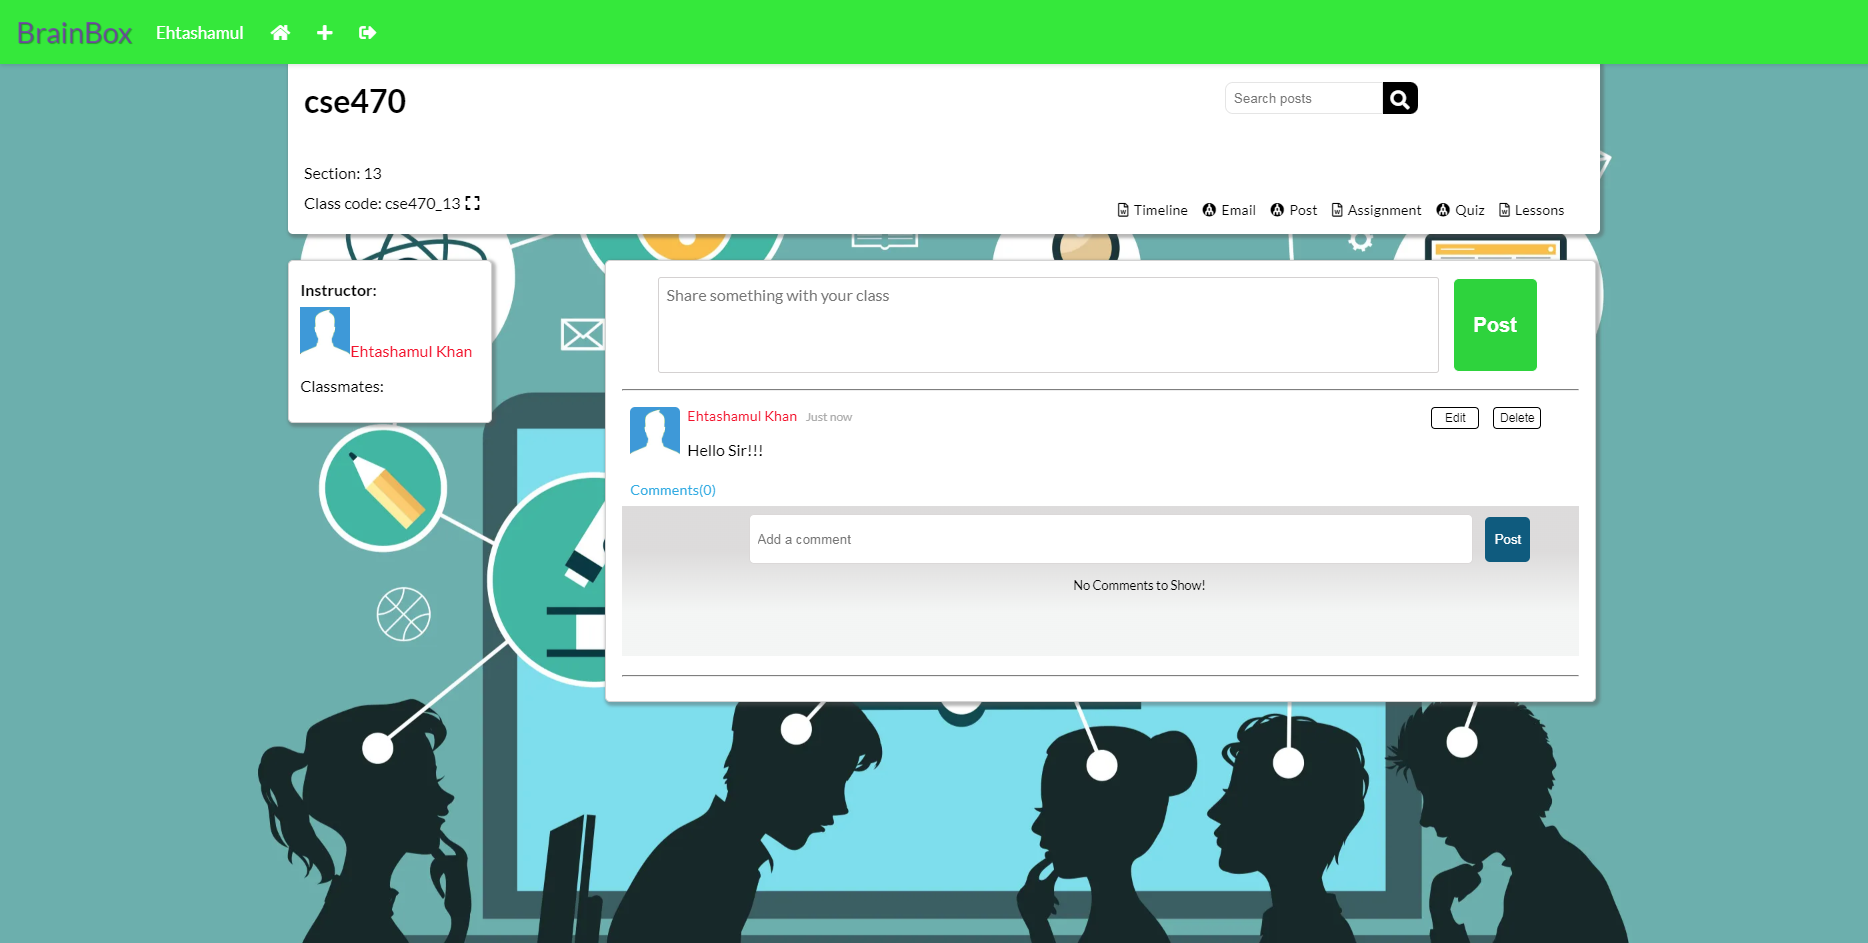 BrainBox Ehtashamul
cse470
Search posts
Section: 13
Class code: cse470_13
Timeline Email Post Assignment Quiz Lessons
Instructor:
Ehtashamul Khan
Classmates:
Share something with your class
Post
Ehtashamul Khan Just now
Edit Delete
Hello Sir!!!
Comments(0)
Add a comment
Post
No Comments to Show!